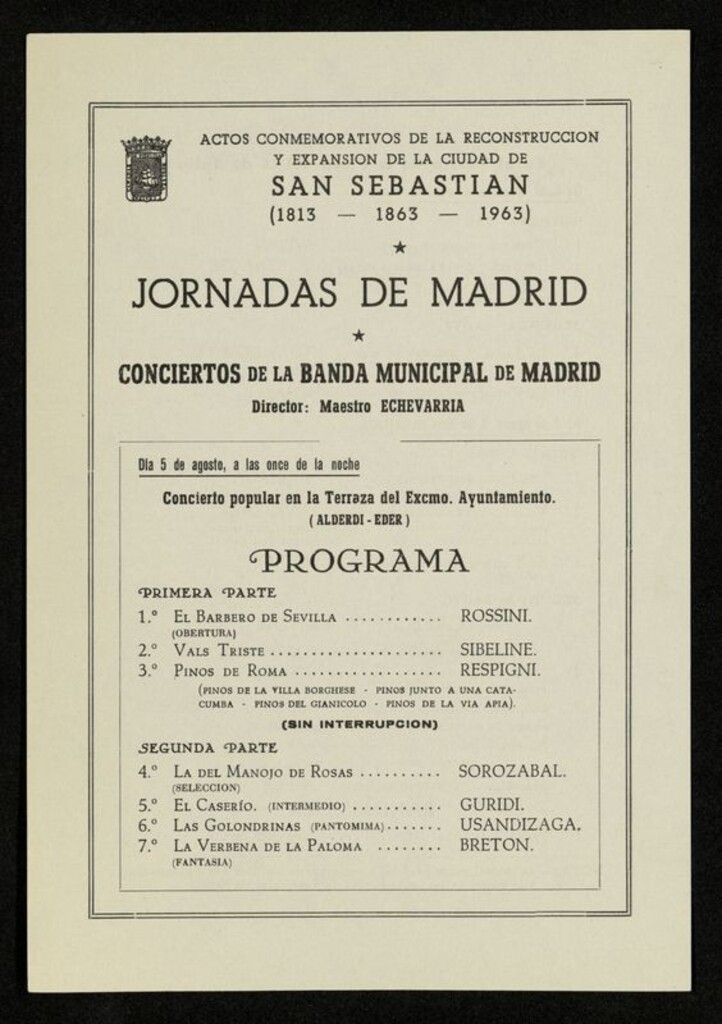 ACTOS CONMEMORATIVOS DE LA RECONSTRUCCION
Y EXPANSION DE LA CIUDAD DE
SAN SEBASTIAN
(1813 — 1863 — 1963)
JORNADAS DE MADRID
CONCIERTOS DE LA BANDA MUNICIPAL DE MADRID
Director: Maestro ECHEVARRIA
Dia 5 de agosto, a las once de la noche
Concierto popular en la Terraza del Excmo. Ayuntamiento.
(ALDERDI-EDER)
PROGRAMA
PRIMERA PARTE
1.º EL BARBERO DE SEVILLA ............ ROSSINI.
(OBERTURA)
2.º VALS TRISTE ...................... SIBELINE.
3.º PINOS DE ROMA ................... RESPIGNI.
(PINOS DE LA VILLA BORGHESE - PINOS JUNTO A UNA CATA-
CUMBA - PINOS DEL GIANICOLO - PINOS DE LA VIA APIA).
(SIN INTERRUPCION)
SEGUNDA PARTE
4.º LA DEL MANOJO DE ROSAS .......... SOROZABAL.
(SELECCION)
5.º EL CASERÍO. (INTERMEDIO) ........... GURIDI.
6.º LAS GOLONDRINAS (PANTOMIMA)....... USANDIZAGA.
7.º LA VERBENA DE LA PALOMA ........ BRETON.
(FANTASIA)